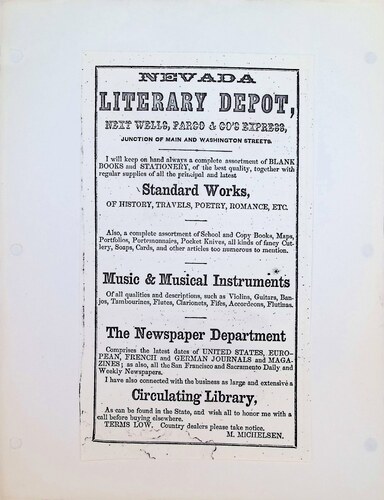 NEVADA
LITERARY DEPOT,
NEXT WELLS, FARGO & CO'S EXPRESS,
JUNCTION OF MAIN AND WASHINGTON STREETS.
I will keep on hand always a complete assortment of BLANK
BOOKS and STATIONERY, of the best quality, together with
regular supplies of all the principal and latest
Standard Works,
OF HISTORY, TRAVELS, POETRY, ROMANCE, ETC.
Also, a complete assortment of School and Copy Books, Maps,
Portfolios, Portemonnairs, Pocket Knives, all kinds of fancy Cut-
lery, Soaps, Cards, and other articles too numerous to mention.
Music & Musical Instruments
Of all qualities and descriptions, such as Violins, Guitars, Ban-
jos, Tambourines, Flutes, Clarionets, Fifes, Accordeons, Flutinas.
The Newspaper Department
Comprises the latest dates of UNITED STATES, EURO-
PEAN, FRENCH and GERMAN JOURNALS and MAGA-
ZINES; as also, all the San Francisco and Sacramento Daily and
Weekly Newspapers.
I have also connected with the business as large and extensive a
Circulating Library,
As can be found in the State, and wish all to honor me with a
call before buying elsewhere.
TERMS LOW. Country dealers please take notice.
M. MICHELSEN.